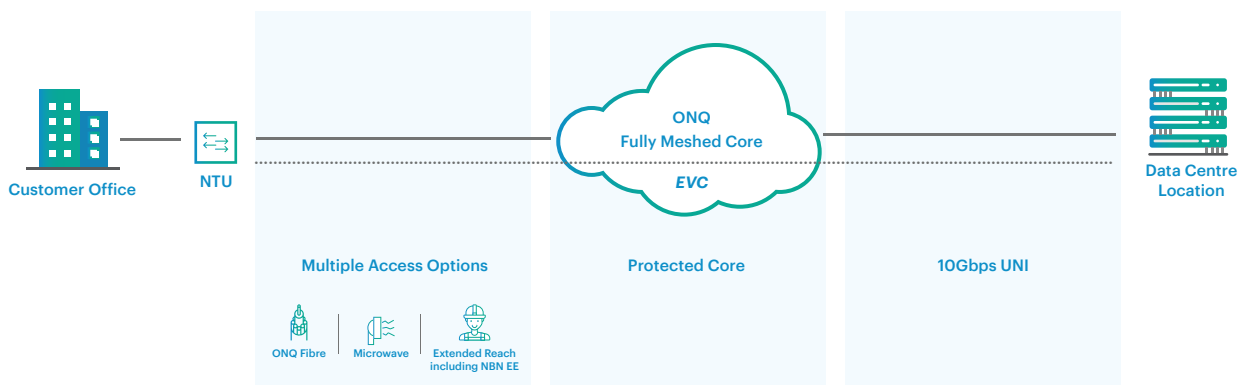 ONQ
Fully Meshed Core
EVC
Customer Office
NTU
Data Centre
Location
Multiple Access Options
Protected Core
10Gbps UNI
ONQ Fibre
Microwave
Extended Reach
including NBN EE